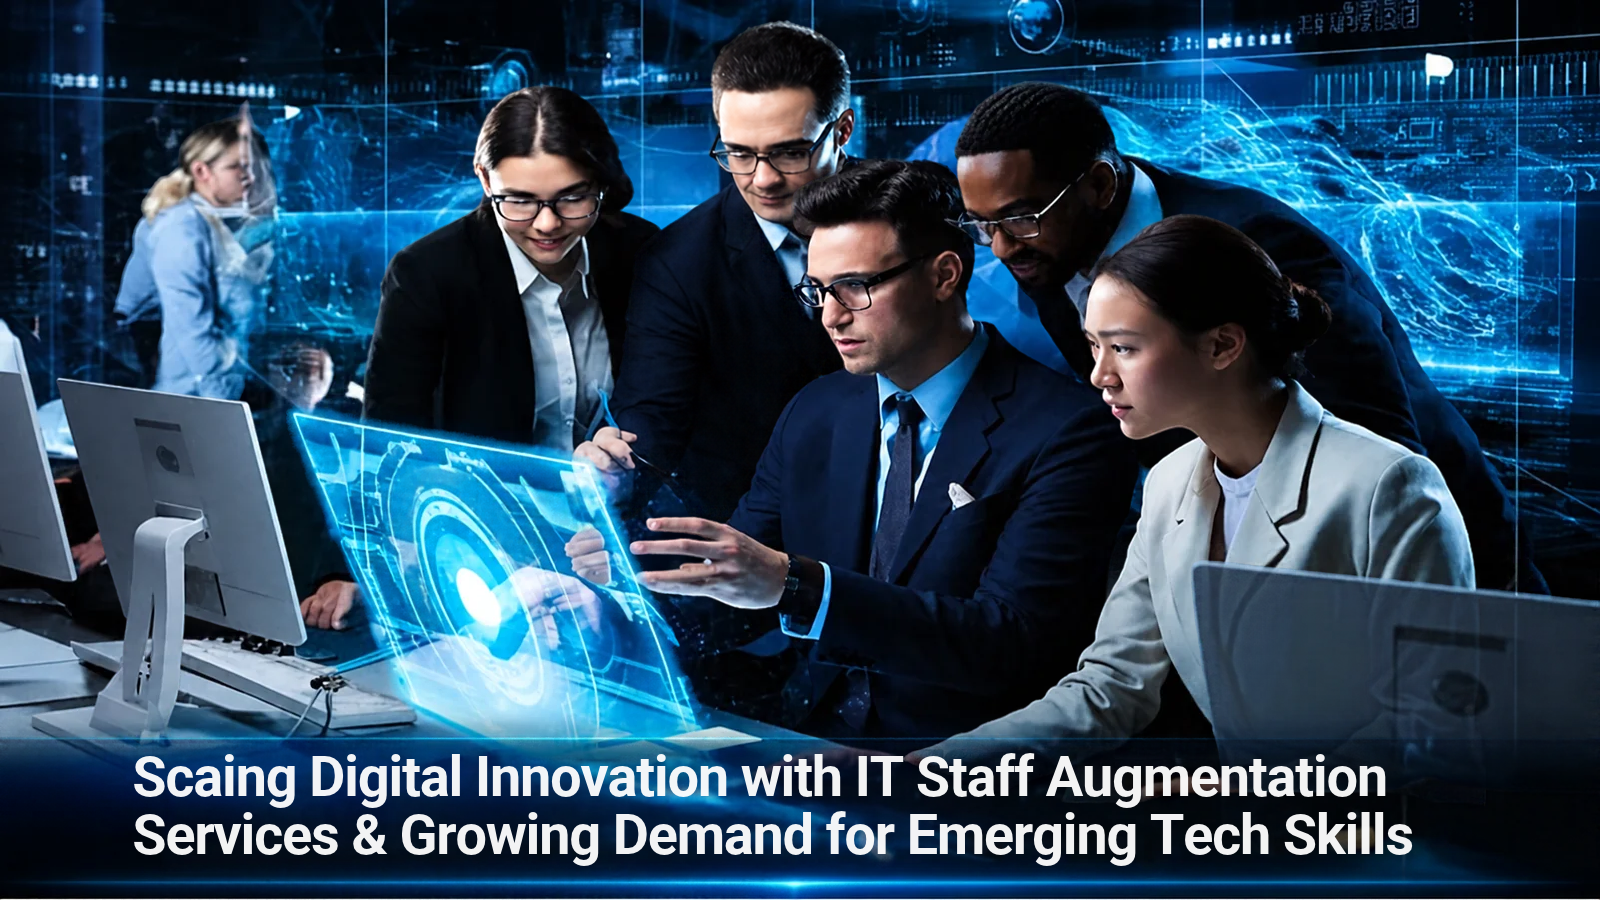 Scaing Digital Innovation with IT Staff Augmentation
Services & Growing Demand for Emerging Tech Skills